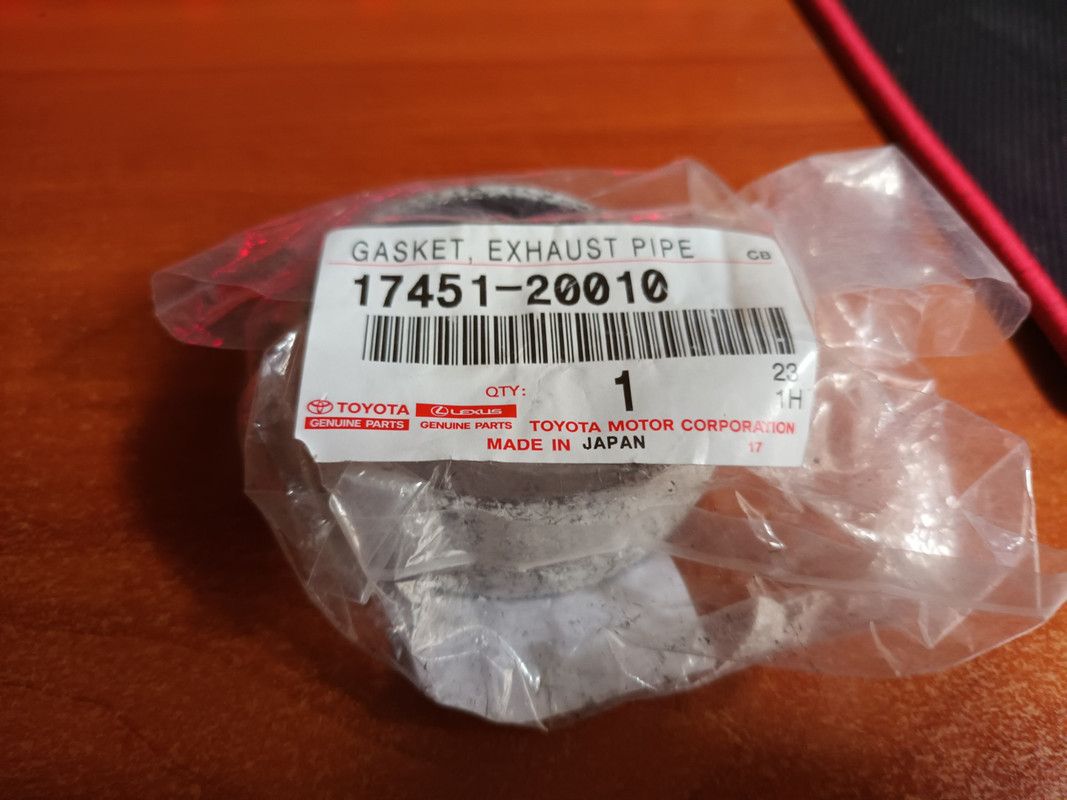 GASKET, EXHAUST PIPE CB
17451-20010
QTY: 1 23
1H
TOYOTA LEXUS
GENUINE PARTS GENUINE PARTS TOYOTA MOTOR CORPORATION
MADE IN JAPAN 17